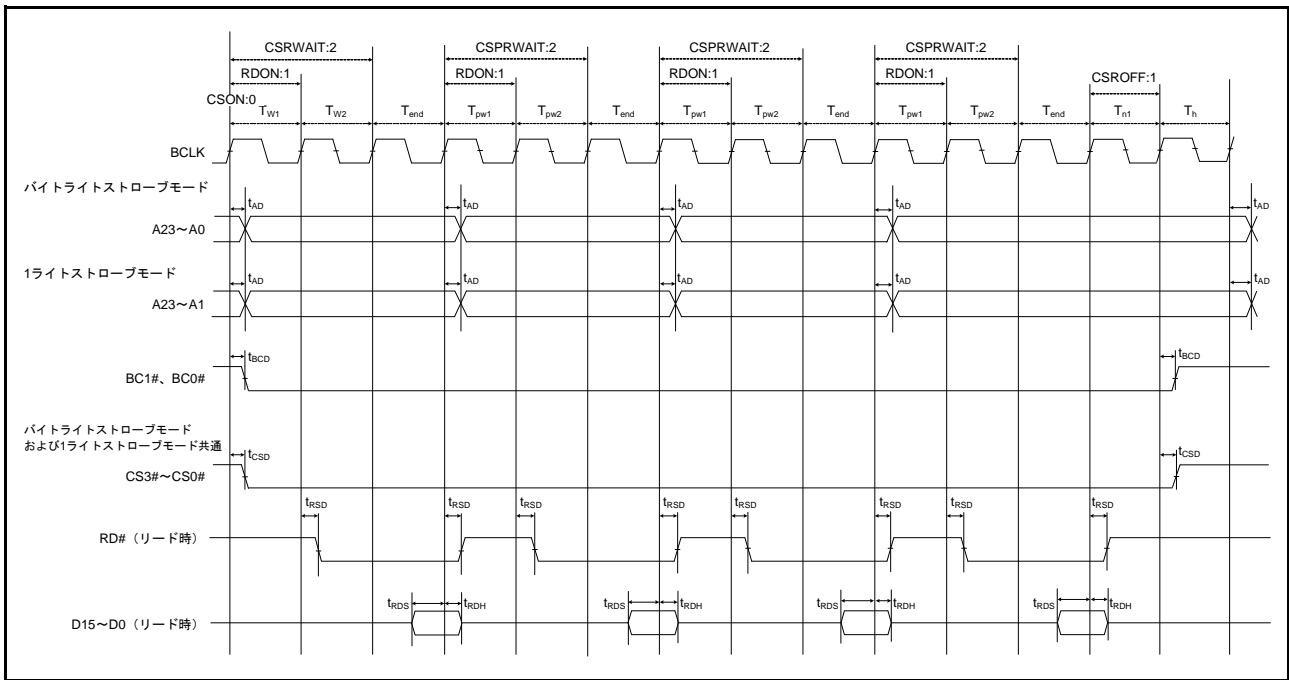 CSRWAIT:2 CSPRWAIT:2 CSPRWAIT:2 CSPRWAIT:2
RDON:1 RDON:1 RDON:1 RDON:1 CSROFF:1
CSON:0
TW1 TW2 Tend Tpw1 Tpw2 Tend Tpw1 Tpw2 Tend Tpw1 Tpw2 Tend Tn1 Th
BCLK
バイトライトストローブモード
tAD tAD tAD tAD tAD
A23～A0
1ライトストローブモード
tAD tAD tAD tAD tAD
A23～A1
tBCD tBCD
BC1#、BC0#
バイトライトストローブモード
および1ライトストローブモード共通
tCSD tCSD
CS3#～CS0#
tRSD tRSD tRSD tRSD tRSD tRSD tRSD tRSD
RD#（リード時）
tRDS tRDH tRDS tRDH tRDS tRDH tRDS tRDH
D15～D0（リード時）